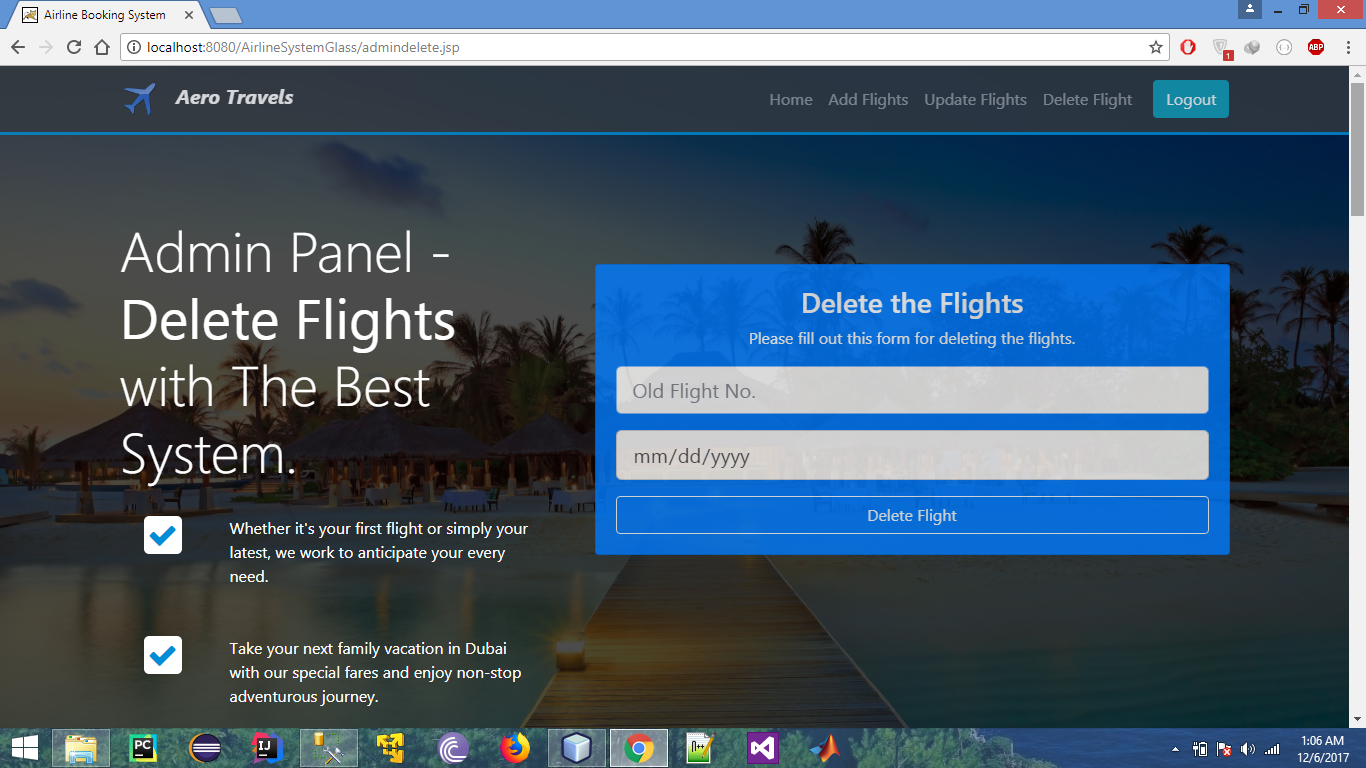 Airline Booking System
localhost:8080/AirlineSystemGlass/admindelete.jsp
1
ABP
Aero Travels
Home Add Flights Update Flights Delete Flight Logout
Admin Panel -
Delete Flights
with The Best
System.
Whether it's your first flight or simply your
latest, we work to anticipate your every
need.
Take your next family vacation in Dubai
with our special fares and enjoy non-stop
adventurous journey.
Delete the Flights
Please fill out this form for deleting the flights.
Old Flight No.
mm/dd/yyyy
Delete Flight
PC
IJ
1:06 AM
12/6/2017